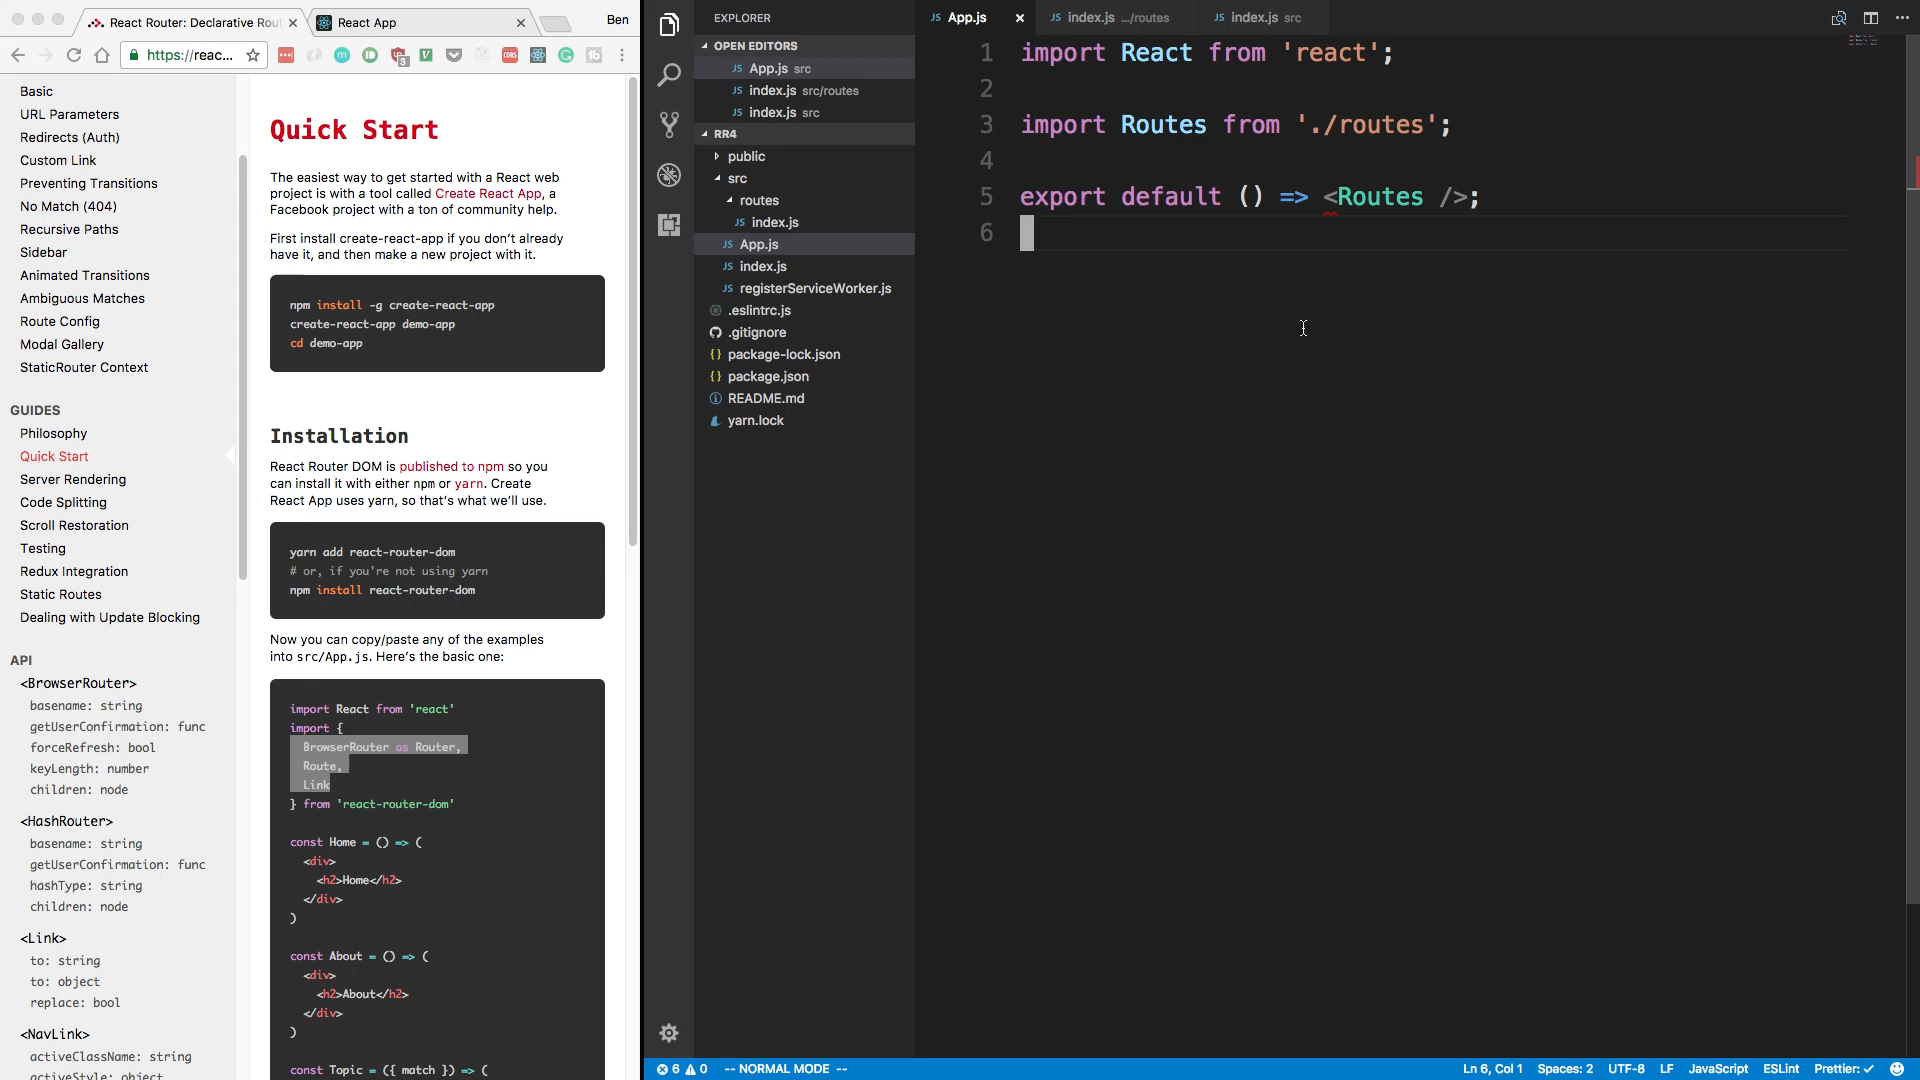 React Router: Declarative Rout
React App
Ben
https://reac...
3
CORS
Basic
URL Parameters
Redirects (Auth)
Custom Link
Preventing Transitions
No Match (404)
Recursive Paths
Sidebar
Animated Transitions
Ambiguous Matches
Route Config
Modal Gallery
StaticRouter Context
GUIDES
Philosophy
Quick Start
Server Rendering
Code Splitting
Scroll Restoration
Testing
Redux Integration
Static Routes
Dealing with Update Blocking
API
<BrowserRouter>
basename: string
getUserConfirmation: func
forceRefresh: bool
keyLength: number
children: node
<HashRouter>
basename: string
getUserConfirmation: func
hashType: string
children: node
<Link>
to: string
to: object
replace: bool
<NavLink>
activeClassName: string
activeStyle: object
Quick Start
The easiest way to get started with a React web
project is with a tool called Create React App, a
Facebook project with a ton of community help.
First install create-react-app if you don’t already
have it, and then make a new project with it.
npm install -g create-react-app
create-react-app demo-app
cd demo-app
Installation
React Router DOM is published to npm so you
can install it with either npm or yarn. Create
React App uses yarn, so that’s what we’ll use.
yarn add react-router-dom
# or, if you're not using yarn
npm install react-router-dom
Now you can copy/paste any of the examples
into src/App.js. Here’s the basic one:
import React from 'react'
import {
BrowserRouter as Router,
Route,
Link
} from 'react-router-dom'
const Home = () => (
<div>
<h2>Home</h2>
</div>
)
const About = () => (
<div>
<h2>About</h2>
</div>
)
const Topic = ({ match }) => (
EXPLORER
OPEN EDITORS
JS App.js src
JS index.js src/routes
JS index.js src
RR4
public
src
routes
JS index.js
JS App.js
JS index.js
JS registerServiceWorker.js
.eslintrc.js
.gitignore
{} package-lock.json
{} package.json
README.md
yarn.lock
JS App.js
JS index.js .../routes
JS index.js src
1 import React from 'react';
2
3 import Routes from './routes';
4
5 export default () => <Routes />;
6
6 0 -- NORMAL MODE --
Ln 6, Col 1 Spaces: 2 UTF-8 LF JavaScript ESLint Prettier: ✓